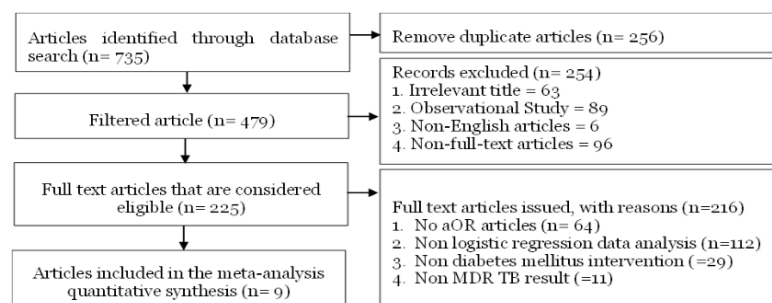 Articles identified through database
search (n= 735)
Remove duplicate articles (n= 256)
Filtered article (n= 479)
Records excluded (n= 254)
1. Irrelevant title = 63
2. Observational Study = 89
3. Non-English articles = 6
4. Non-full-text articles = 96
Full text articles that are considered
eligible (n= 225)
Full text articles issued, with reasons (n=216)
1. No aOR articles (n= 64)
2. Non logistic regression data analysis (n=112)
3. Non diabetes mellitus intervention (=29)
4. Non MDR TB result (=11)
Articles included in the meta-analysis
quantitative synthesis (n= 9)